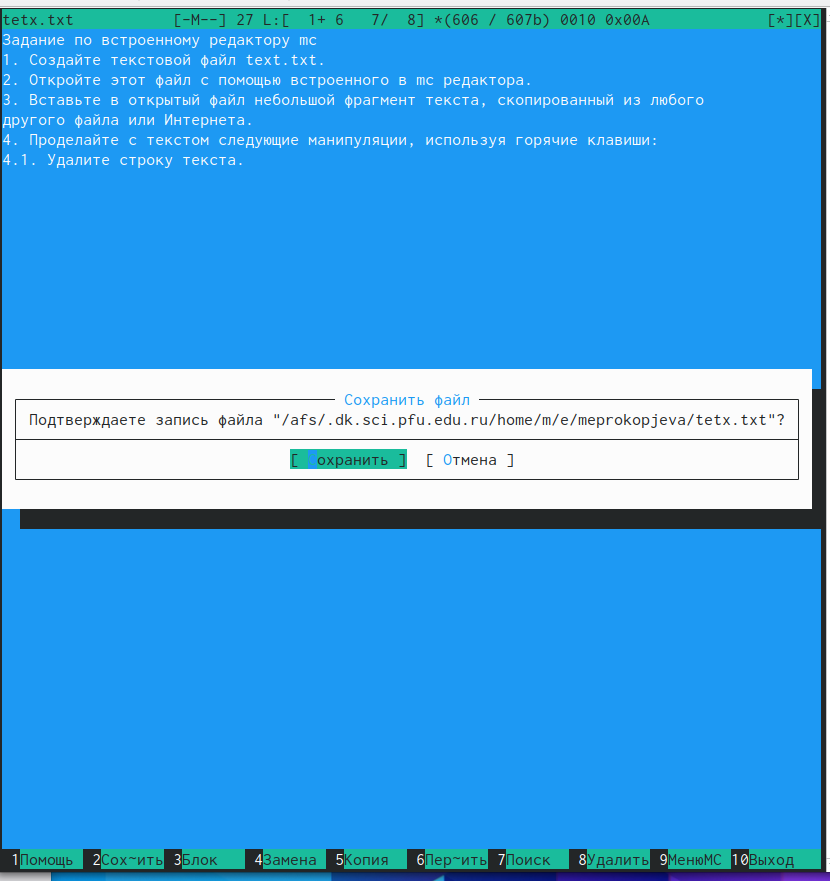 tetx.txt [-M--] 27 L:[ 1+ 6 7/ 8] *(606 / 607b) 0010 0x00A [*][X]
Задание по встроенному редактору mc
1. Создайте текстовой файл text.txt.
2. Откройте этот файл с помощью встроенного в mc редактора.
3. Вставьте в открытый файл небольшой фрагмент текста, скопированный из любого
другого файла или Интернета.
4. Проделайте с текстом следующие манипуляции, используя горячие клавиши:
4.1. Удалите строку текста.
Сохранить файл
Подтверждаете запись файла "/afs/.dk.sci.pfu.edu.ru/home/m/e/meprokopjeva/tetx.txt"?
[ Сохранить ] [ Отмена ]
1Помощь 2Сох~ить 3Блок 4Замена 5Копия 6Пер~ить 7Поиск 8Удалить 9МенюMC 10Выход